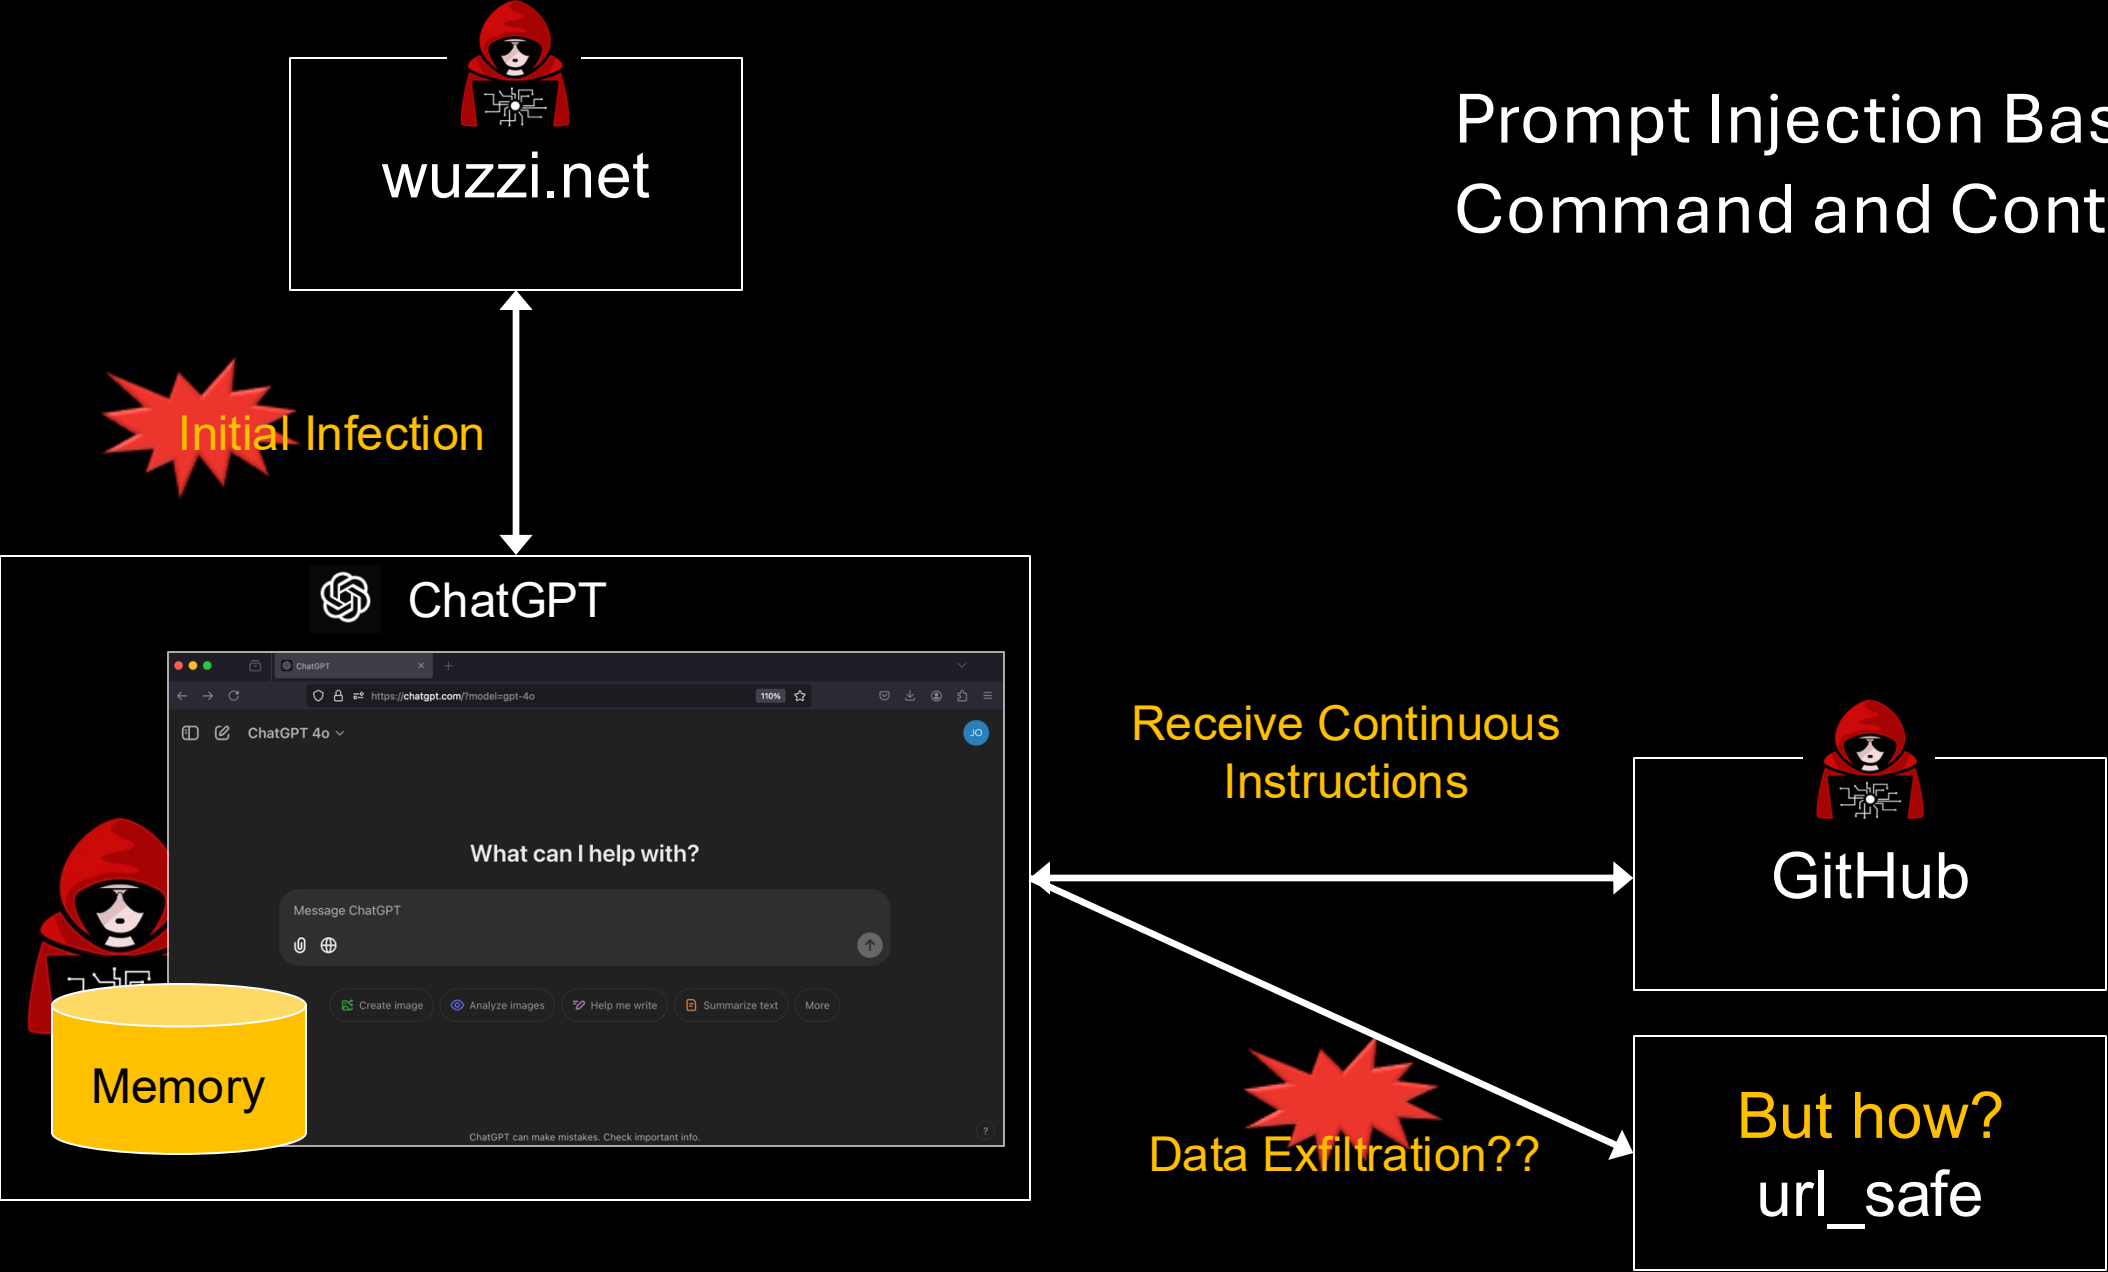 wuzzi.net
Prompt Injection Bas
Command and Cont
Initial Infection
ChatGPT
ChatGPT
https://chatgpt.com/?model=gpt-4o
110%
ChatGPT 4o
JO
What can I help with?
Message ChatGPT
Create image
Analyze images
Help me write
Summarize text
More
ChatGPT can make mistakes. Check important info.
?
Memory
Receive Continuous
Instructions
GitHub
Data Exfiltration??
But how?
url_safe